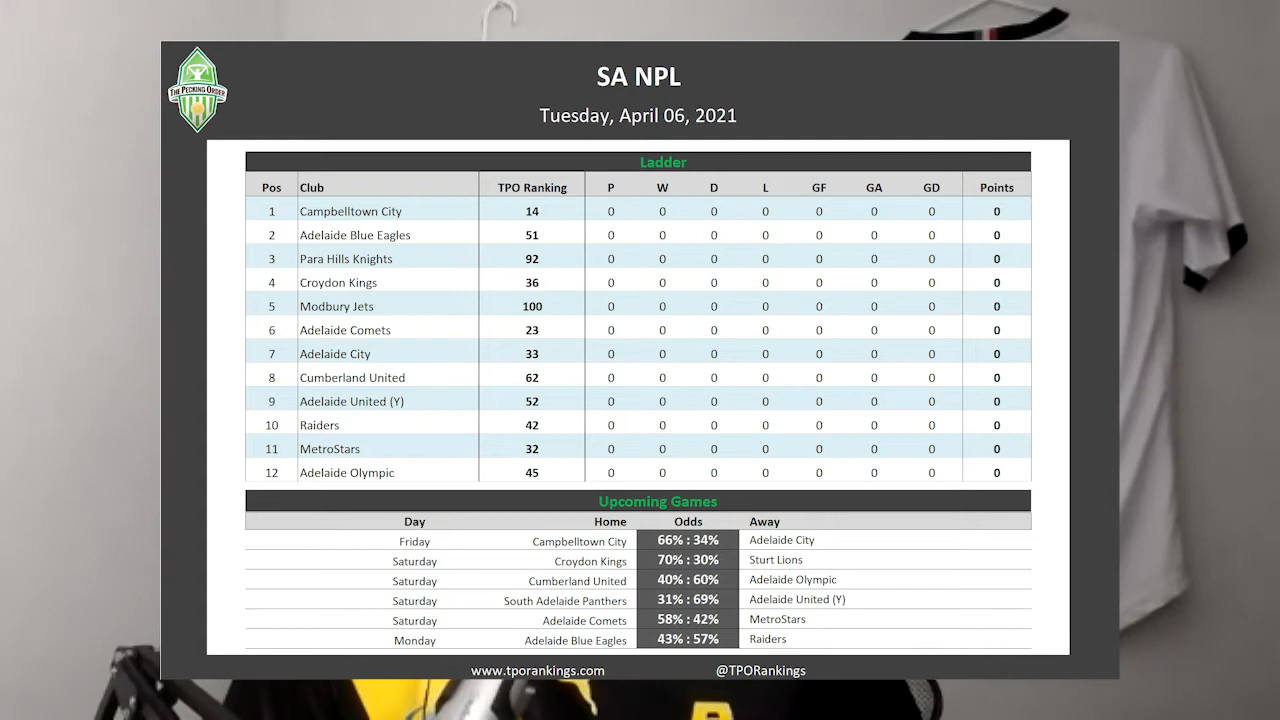 THE PECKING ORDER
SA NPL
Tuesday, April 06, 2021
Ladder
Pos Club TPO Ranking P W D L GF GA GD Points
1 Campbelltown City 14 0 0 0 0 0 0 0 0
2 Adelaide Blue Eagles 51 0 0 0 0 0 0 0 0
3 Para Hills Knights 92 0 0 0 0 0 0 0 0
4 Croydon Kings 36 0 0 0 0 0 0 0 0
5 Modbury Jets 100 0 0 0 0 0 0 0 0
6 Adelaide Comets 23 0 0 0 0 0 0 0 0
7 Adelaide City 33 0 0 0 0 0 0 0 0
8 Cumberland United 62 0 0 0 0 0 0 0 0
9 Adelaide United (Y) 52 0 0 0 0 0 0 0 0
10 Raiders 42 0 0 0 0 0 0 0 0
11 MetroStars 32 0 0 0 0 0 0 0 0
12 Adelaide Olympic 45 0 0 0 0 0 0 0 0
Upcoming Games
Day Home Odds Away
Friday Campbelltown City 66% : 34% Adelaide City
Saturday Croydon Kings 70% : 30% Sturt Lions
Saturday Cumberland United 40% : 60% Adelaide Olympic
Saturday South Adelaide Panthers 31% : 69% Adelaide United (Y)
Saturday Adelaide Comets 58% : 42% MetroStars
Monday Adelaide Blue Eagles 43% : 57% Raiders
www.tporankings.com @TPORankings